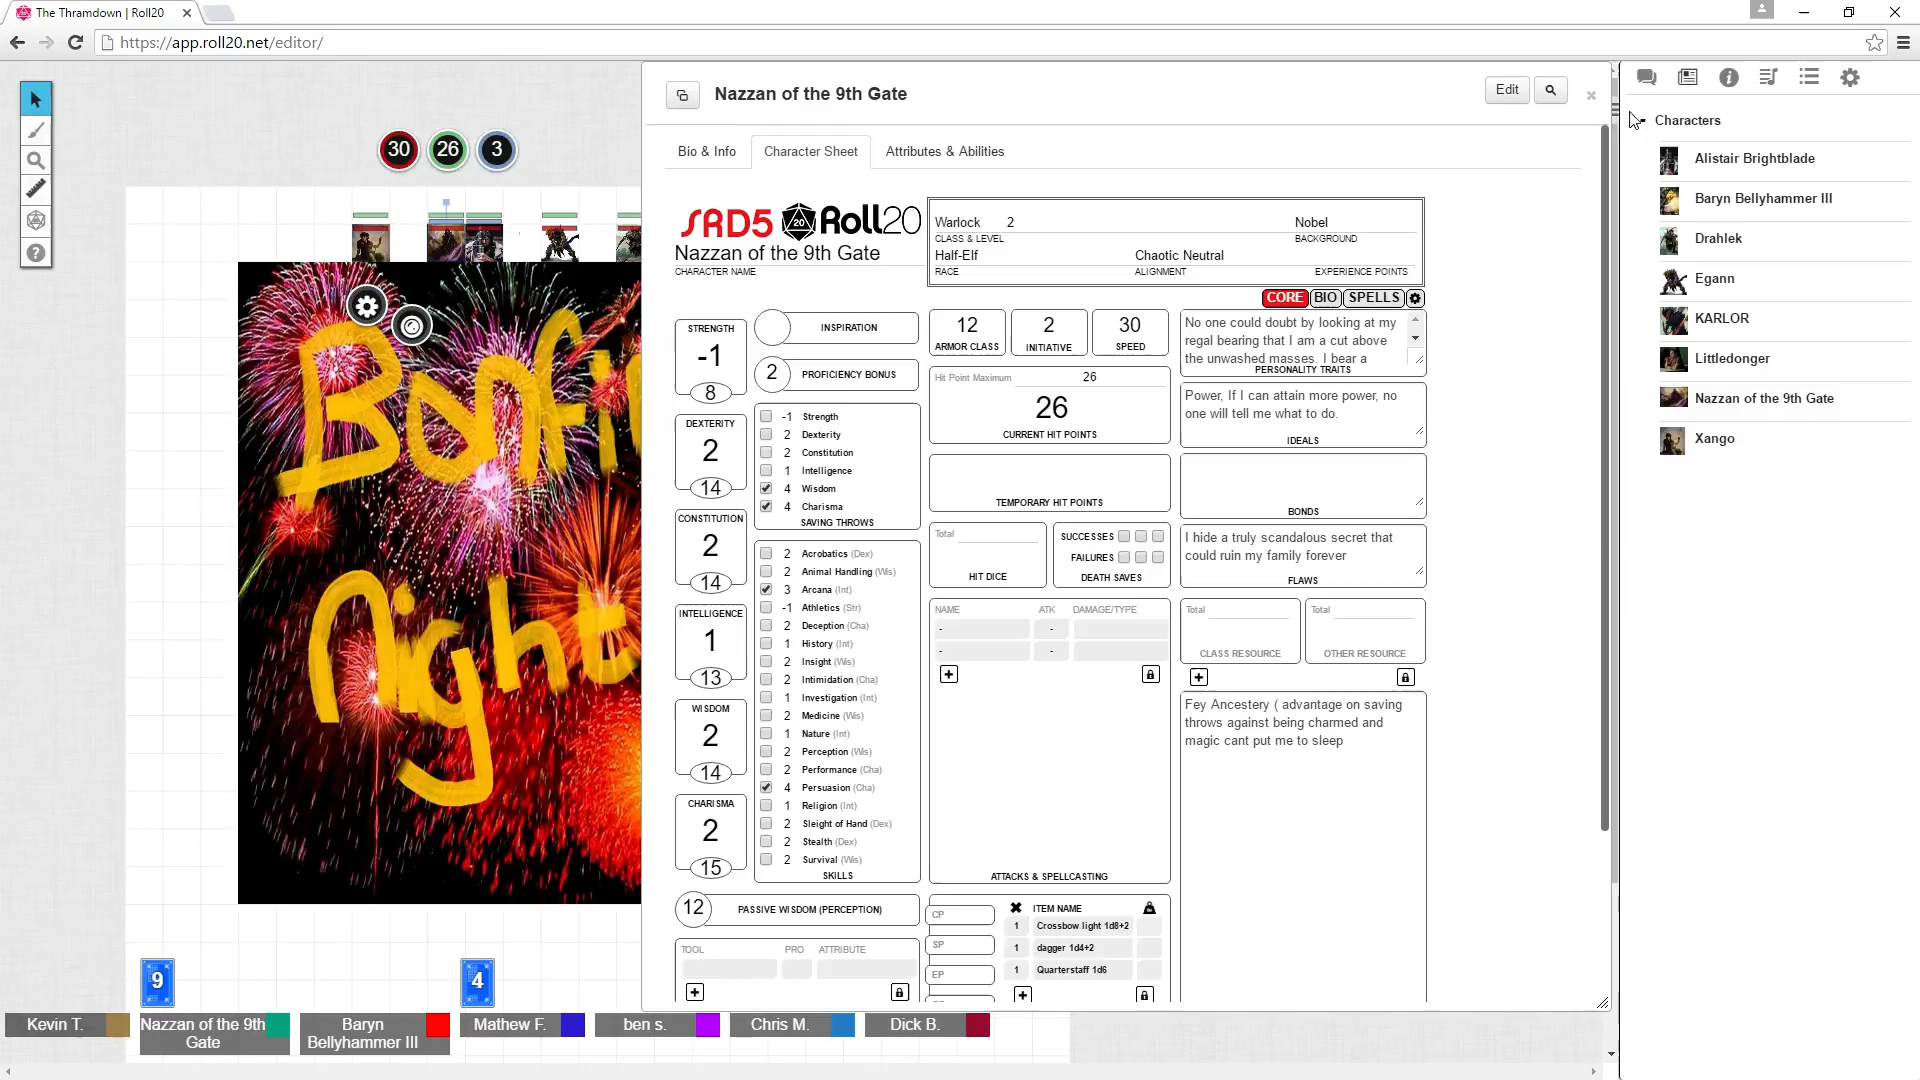 The Thramdown | Roll20
https://app.roll20.net/editor/
30 26 3
Nazzan of the 9th Gate
Edit
Bio & Info
Character Sheet
Attributes & Abilities
SRD5 20 Roll20
Nazzan of the 9th Gate
CHARACTER NAME
Warlock 2 Nobel
CLASS & LEVEL BACKGROUND
Half-Elf Chaotic Neutral
RACE ALIGNMENT EXPERIENCE POINTS
CORE BIO SPELLS
STRENGTH
-1
8
DEXTERITY
2
14
CONSTITUTION
2
14
INTELLIGENCE
1
13
WISDOM
2
14
CHARISMA
2
15
INSPIRATION
2 PROFICIENCY BONUS
-1 Strength
2 Dexterity
2 Constitution
1 Intelligence
4 Wisdom
4 Charisma
SAVING THROWS
2 Acrobatics (Dex)
2 Animal Handling (Wis)
3 Arcana (Int)
-1 Athletics (Str)
2 Deception (Cha)
1 History (Int)
2 Insight (Wis)
2 Intimidation (Cha)
1 Investigation (Int)
2 Medicine (Wis)
1 Nature (Int)
2 Perception (Wis)
2 Performance (Cha)
4 Persuasion (Cha)
1 Religion (Int)
2 Sleight of Hand (Dex)
2 Stealth (Dex)
2 Survival (Wis)
SKILLS
12 PASSIVE WISDOM (PERCEPTION)
TOOL PRO ATTRIBUTE
12 2 30
ARMOR CLASS INITIATIVE SPEED
Hit Point Maximum 26
26
CURRENT HIT POINTS
TEMPORARY HIT POINTS
Total
HIT DICE
SUCCESSES
FAILURES
DEATH SAVES
NAME ATK DAMAGE/TYPE
- -
- -
ATTACKS & SPELLCASTING
CP
SP
EP
ITEM NAME
1 Crossbow light 1d8+2
1 dagger 1d4+2
1 Quarterstaff 1d6
No one could doubt by looking at my
regal bearing that I am a cut above
the unwashed masses. I bear a
PERSONALITY TRAITS
Power, If I can attain more power, no
one will tell me what to do.
IDEALS
BONDS
I hide a truly scandalous secret that
could ruin my family forever
FLAWS
Total Total
CLASS RESOURCE OTHER RESOURCE
Fey Ancestery ( advantage on saving
throws against being charmed and
magic cant put me to sleep
Characters
Alistair Brightblade
Baryn Bellyhammer III
Drahlek
Egann
KARLOR
Littledonger
Nazzan of the 9th Gate
Xango
Bonfi
Night
9 4
Kevin T.
Nazzan of the 9th
Gate
Baryn
Bellyhammer III
Mathew F.
ben s.
Chris M.
Dick B.